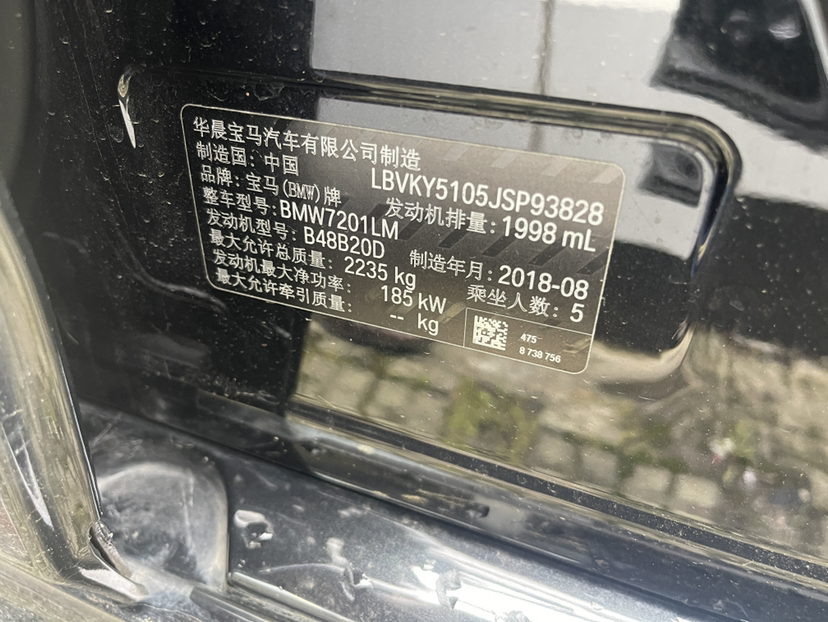 华晨宝马汽车有限公司制造
制造国：中国 LBVKY5105JSP93828
品牌：宝马(BMW)牌 发动机排量：1998 mL
整车型号：BMW7201LM
发动机型号：B48B20D 制造年月：2018-08
最大允许总质量：2235 kg 乘坐人数：5
发动机最大净功率：185 kW
最大允许牵引质量：-- kg
475
8 738 756